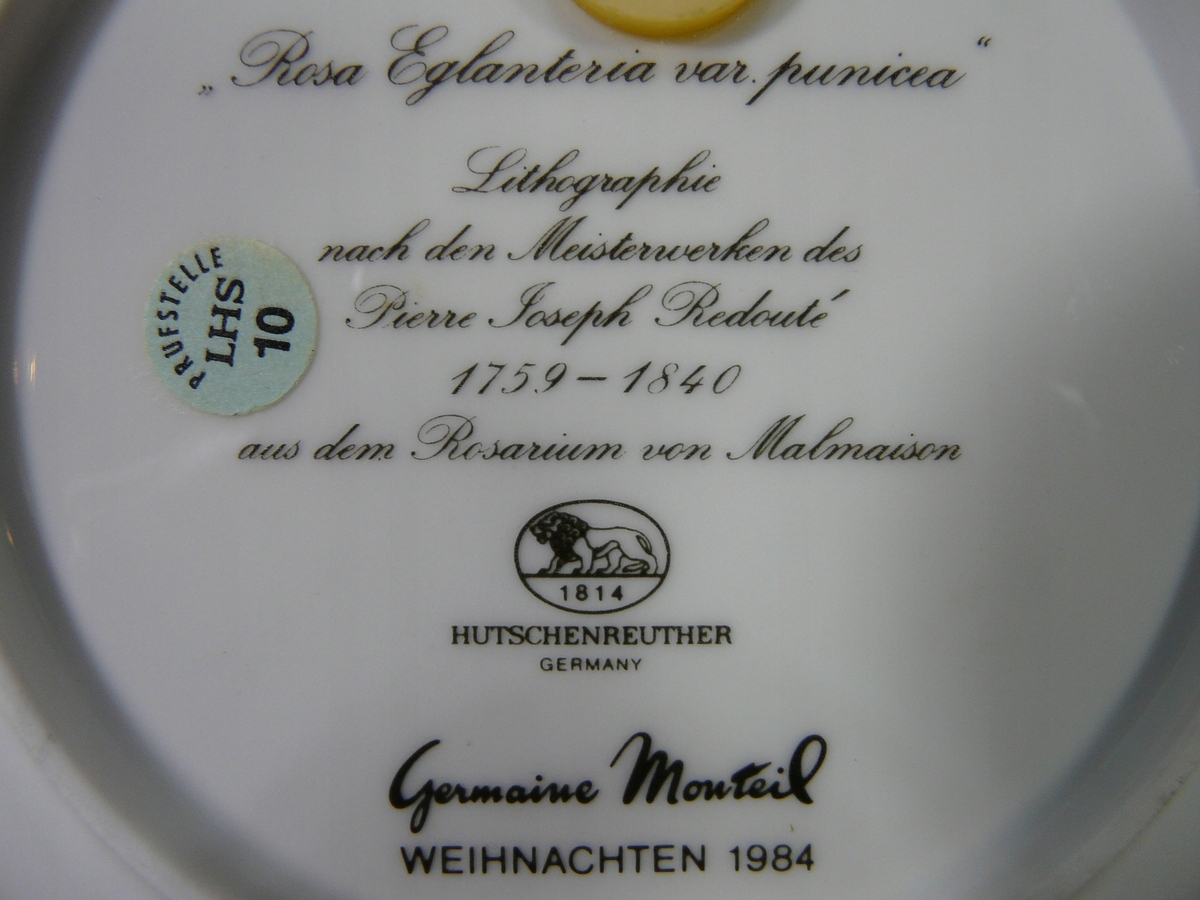 „Rosa Eglanteria var. punicea“
Lithographie
nach den Meisterwerken des
Pierre Joseph Redouté
1759 – 1840
aus dem Rosarium von Malmaison
PRUFSTELLE
LHS
10
1814
HUTSCHENREUTHER
GERMANY
Germaine Monteil
WEIHNACHTEN 1984